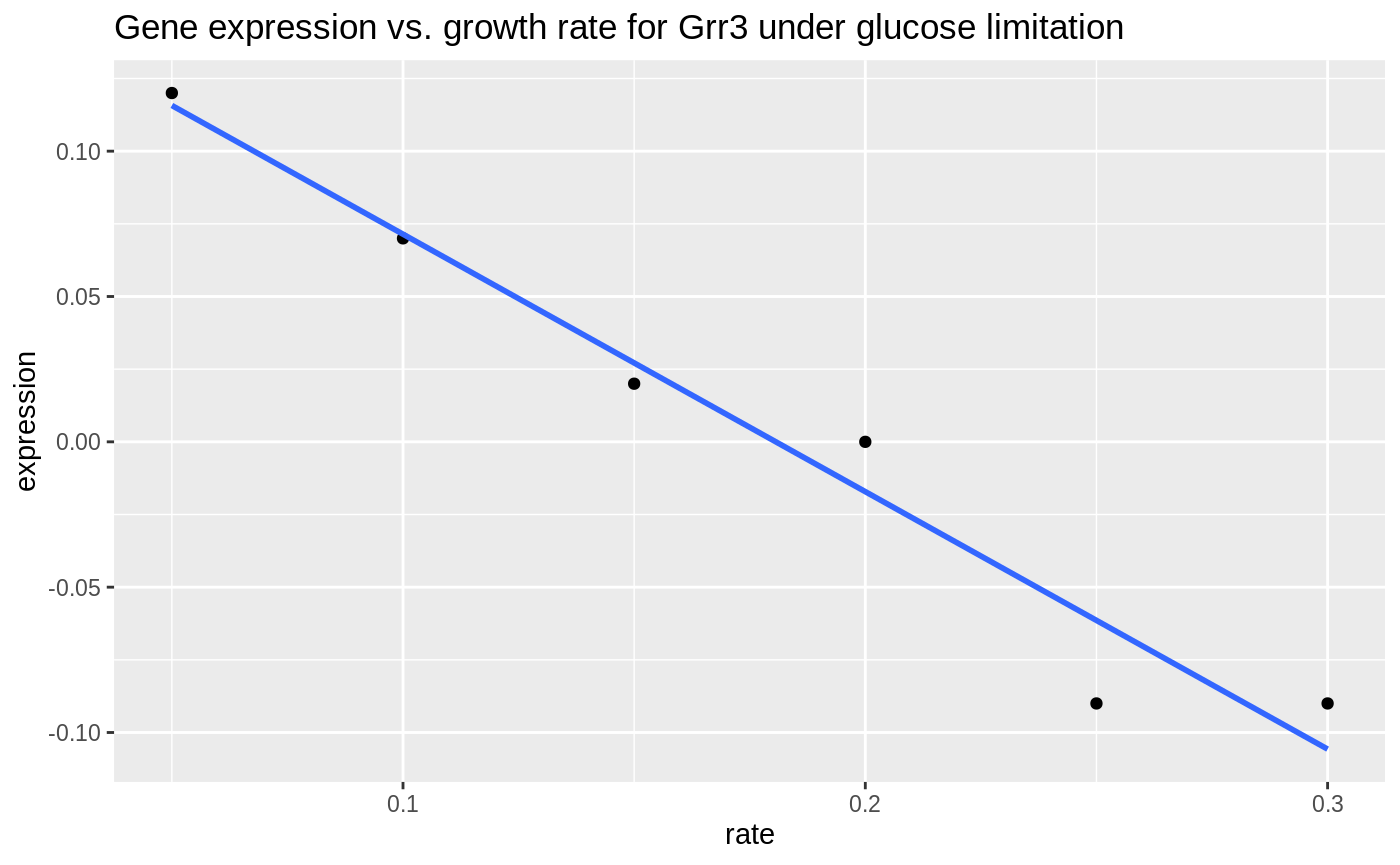 Gene expression vs. growth rate for Grr3 under glucose limitation
0.10
0.05
0.00
-0.05
-0.10
expression
0.1
0.2
0.3
rate